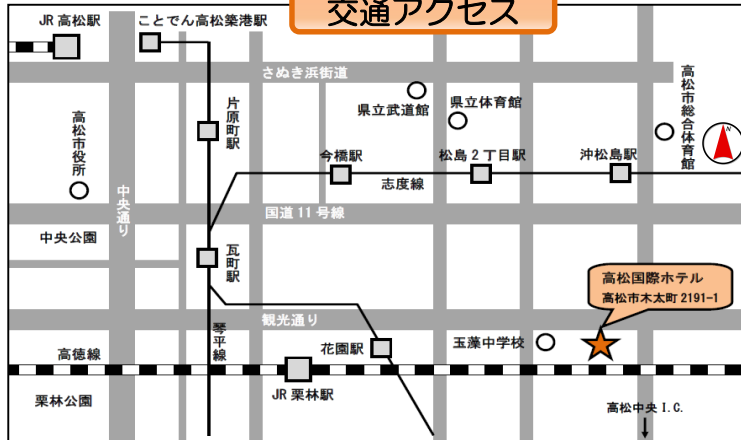 交通アクセス
JR 高松駅
ことでん高松築港駅
さぬき浜街道
高松市総合体育館
県立武道館
県立体育館
片原町駅
高松市役所
今橋駅
松島2丁目駅
沖松島駅
N
志度線
中央通り
国道11号線
中央公園
瓦町駅
高松国際ホテル
高松市木太町2191-1
観光通り
琴平線
花園駅
玉藻中学校
高徳線
JR 栗林駅
栗林公園
高松中央 I.C.